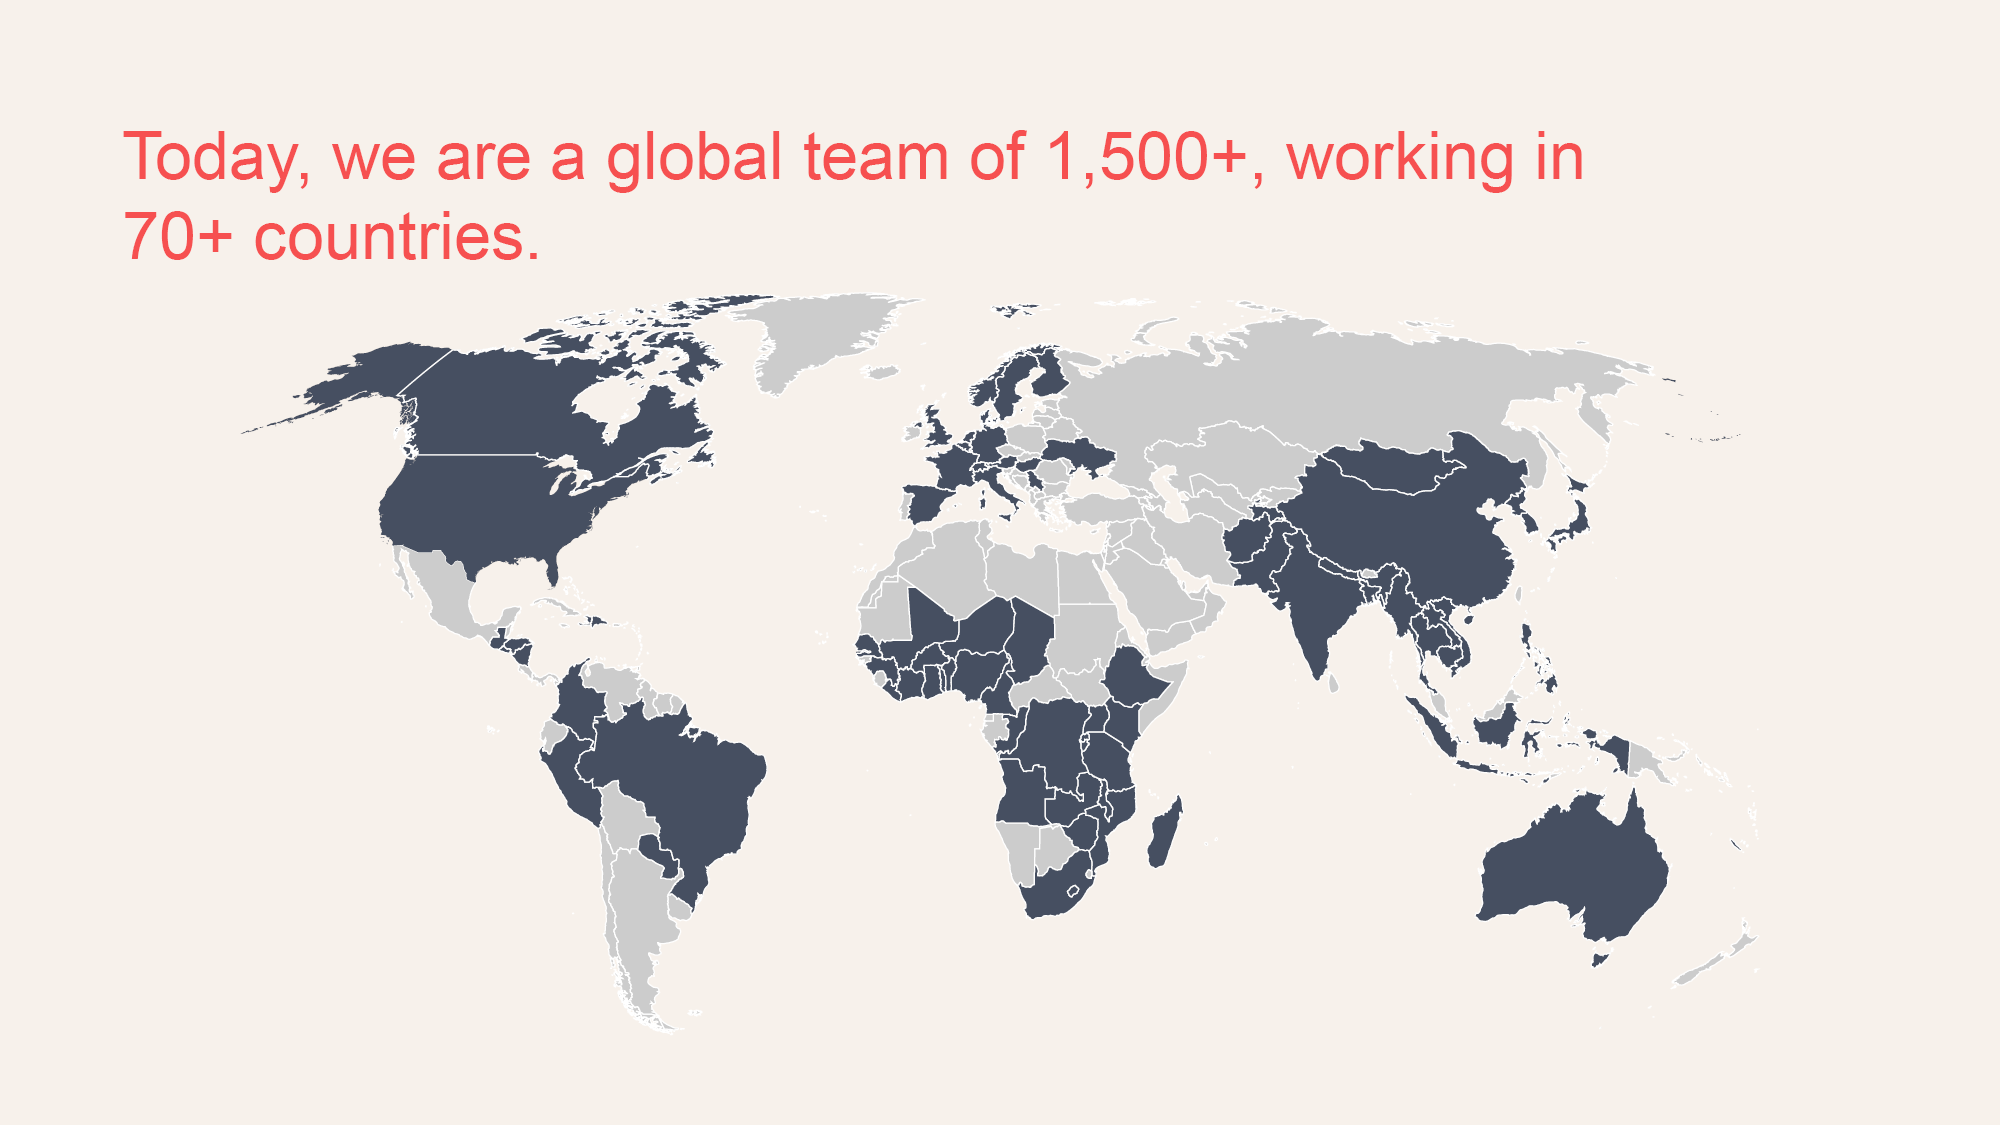 Today, we are a global team of 1,500+, working in
70+ countries.